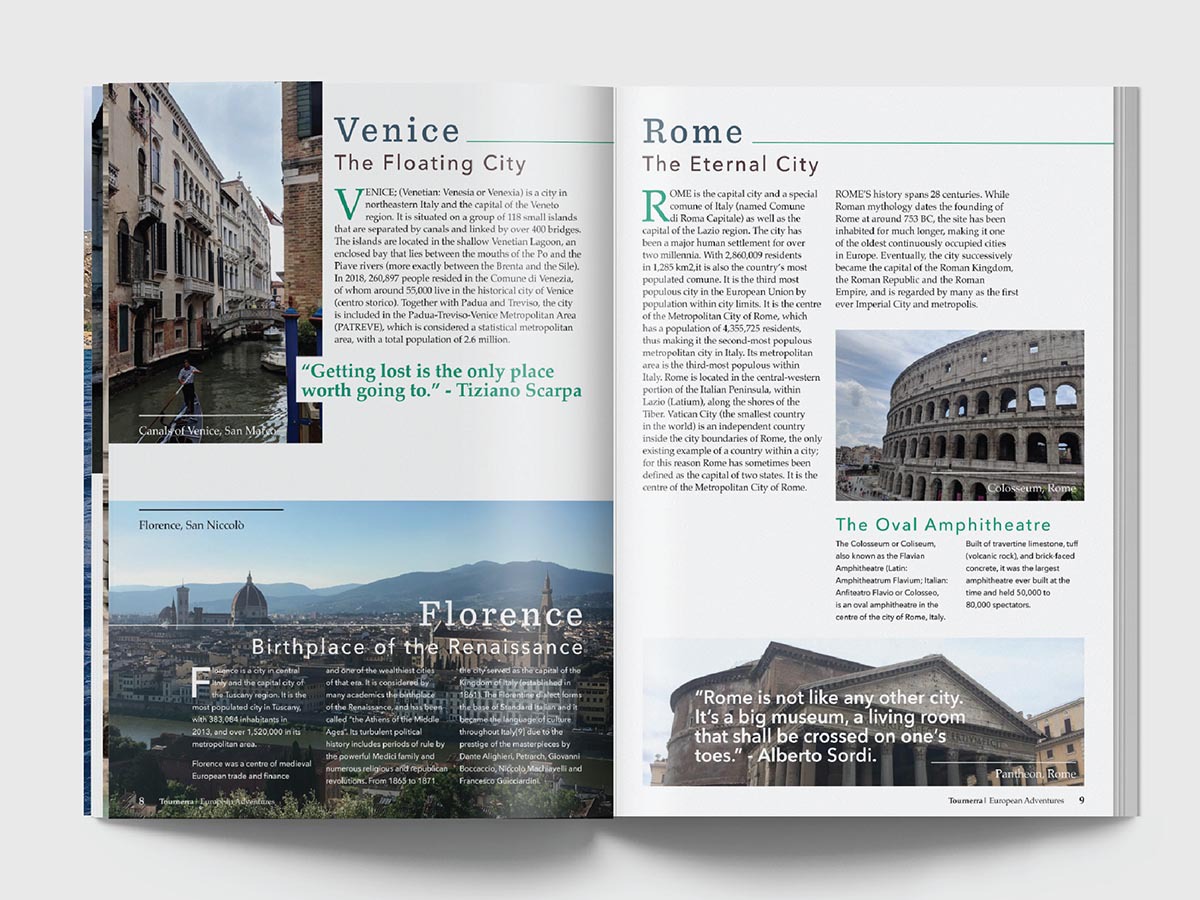 Venice
The Floating City
VENICE; (Venetian: Venesia or Venexia) is a city in
northeastern Italy and the capital of the Veneto
region. It is situated on a group of 118 small islands
that are separated by canals and linked by over 400 bridges.
The islands are located in the shallow Venetian Lagoon, an
enclosed bay that lies between the mouths of the Po and the
Piave rivers (more exactly between the Brenta and the Sile).
In 2018, 260,897 people resided in the Comune di Venezia,
of whom around 55,000 live in the historical city of Venice
(centro storico). Together with Padua and Treviso, the city
is included in the Padua-Treviso-Venice Metropolitan Area
(PATREVE), which is considered a statistical metropolitan
area, with a total population of 2.6 million.
“Getting lost is the only place
worth going to.” - Tiziano Scarpa
Canals of Venice, San Marco
Florence, San Niccolò
Florence
Birthplace of the Renaissance
Florence is a city in central
Italy and the capital city of
the Tuscany region. It is the
most populated city in Tuscany,
with 383,084 inhabitants in
2013, and over 1,520,000 in its
metropolitan area.
Florence was a centre of medieval
European trade and finance
and one of the wealthiest cities
of that era. It is considered by
many academics the birthplace
of the Renaissance, and has been
called "the Athens of the Middle
Ages". Its turbulent political
history includes periods of rule by
the powerful Medici family and
numerous religious and republican
revolutions. From 1865 to 1871
the city served as the capital of the
Kingdom of Italy (established in
1861). The Florentine dialect forms
the base of Standard Italian and it
became the language of culture
throughout Italy[9] due to the
prestige of the masterpieces by
Dante Alighieri, Petrarch, Giovanni
Boccaccio, Niccolò Machiavelli and
Francesco Guicciardini.
8 Tournerra | European Adventures
Rome
The Eternal City
ROME is the capital city and a special
comune of Italy (named Comune
di Roma Capitale) as well as the
capital of the Lazio region. The city has
been a major human settlement for over
two millennia. With 2,860,009 residents
in 1,285 km2,it is also the country's most
populated comune. It is the third most
populous city in the European Union by
population within city limits. It is the centre
of the Metropolitan City of Rome, which
has a population of 4,355,725 residents,
thus making it the second-most populous
metropolitan city in Italy. Its metropolitan
area is the third-most populous within
Italy. Rome is located in the central-western
portion of the Italian Peninsula, within
Lazio (Latium), along the shores of the
Tiber. Vatican City (the smallest country
in the world) is an independent country
inside the city boundaries of Rome, the only
existing example of a country within a city;
for this reason Rome has sometimes been
defined as the capital of two states. It is the
centre of the Metropolitan City of Rome.
ROME'S history spans 28 centuries. While
Roman mythology dates the founding of
Rome at around 753 BC, the site has been
inhabited for much longer, making it one
of the oldest continuously occupied cities
in Europe. Eventually, the city successively
became the capital of the Roman Kingdom,
the Roman Republic and the Roman
Empire, and is regarded by many as the first
ever Imperial City and metropolis.
Colosseum, Rome
The Oval Amphitheatre
The Colosseum or Coliseum,
also known as the Flavian
Amphitheatre (Latin:
Amphitheatrum Flavium; Italian:
Anfiteatro Flavio or Colosseo,
is an oval amphitheatre in the
centre of the city of Rome, Italy.
Built of travertine limestone, tuff
(volcanic rock), and brick-faced
concrete, it was the largest
amphitheatre ever built at the
time and held 50,000 to
80,000 spectators.
“Rome is not like any other city.
It’s a big museum, a living room
that shall be crossed on one’s
toes.” - Alberto Sordi.
Pantheon, Rome
Tournerra | European Adventures 9